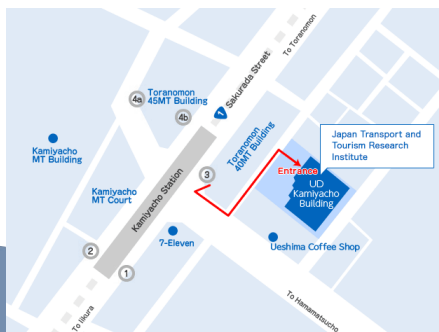 To Toranomon
Sakurada Street
1
4a
Toranomon
45MT Building
4b
Japan Transport and
Tourism Research
Institute
Toranomon
40MT Building
Kamiyacho
MT Building
Entrance
3
UD
Kamiyacho
Building
Kamiyacho
MT Court
Kamiyacho Station
7-Eleven
Ueshima Coffee Shop
2
1
To Iikura
To Hamamatsucho